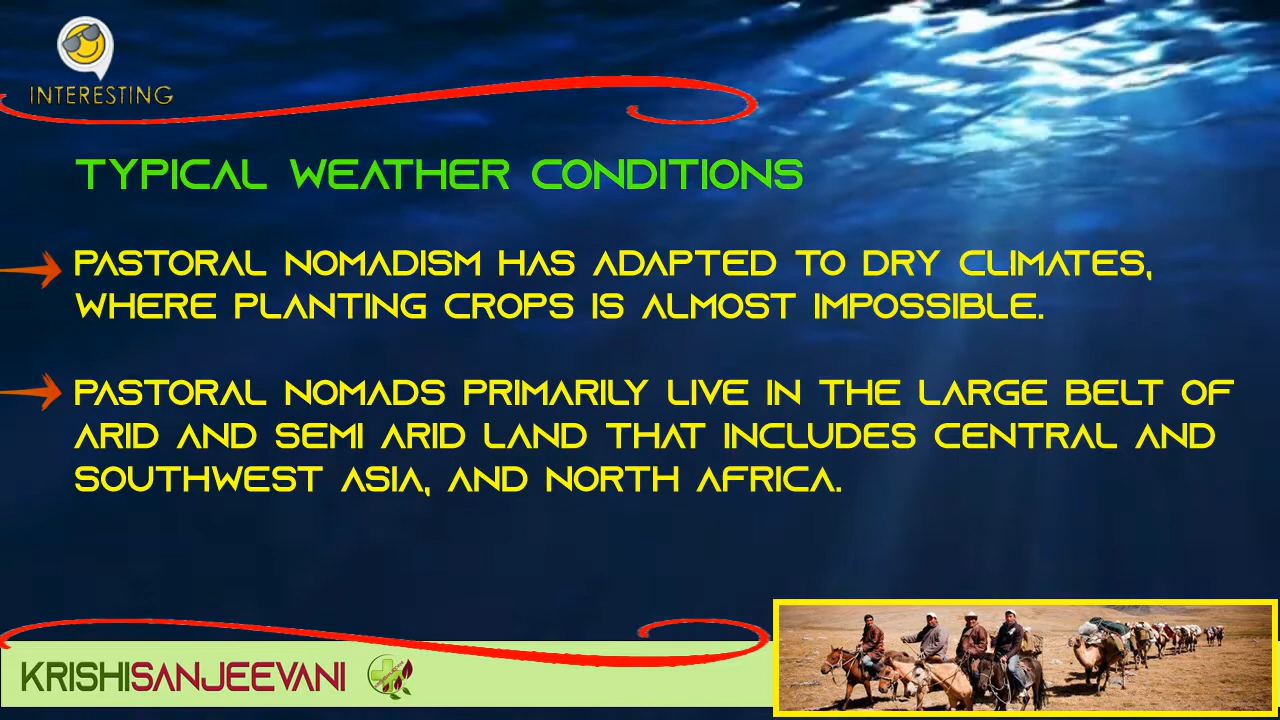 INTERESTING
TYPICAL WEATHER CONDITIONS
PASTORAL NOMADISM HAS ADAPTED TO DRY CLIMATES,
WHERE PLANTING CROPS IS ALMOST IMPOSSIBLE.
PASTORAL NOMADS PRIMARILY LIVE IN THE LARGE BELT OF
ARID AND SEMI ARID LAND THAT INCLUDES CENTRAL AND
SOUTHWEST ASIA, AND NORTH AFRICA.
KRISHISANJEEVANI